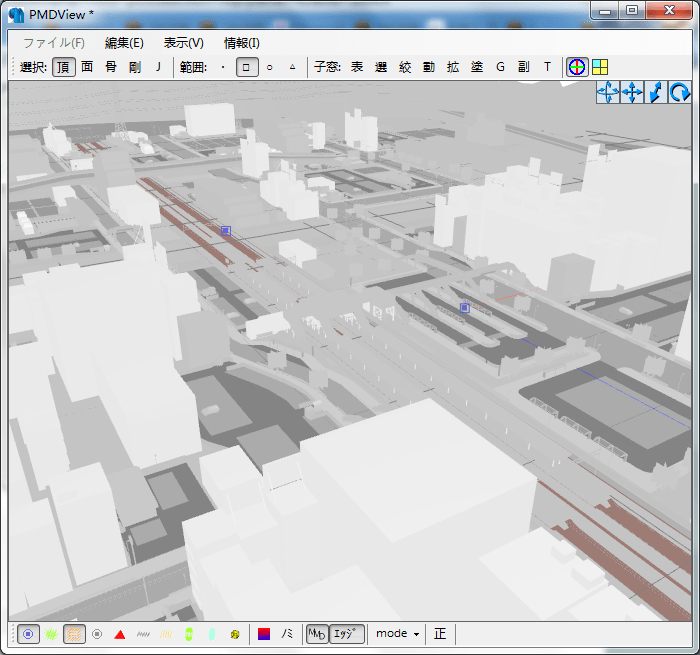 PMDView *
ファイル(F) 編集(E) 表示(V) 情報(I)
選択: 頂 面 骨 剛 J 範囲: ・ □ ○ △ 子窓: 表 選 絞 動 拡 塗 G 副 T
ﾉﾐ MMD ｴｯｼﾞ mode 正